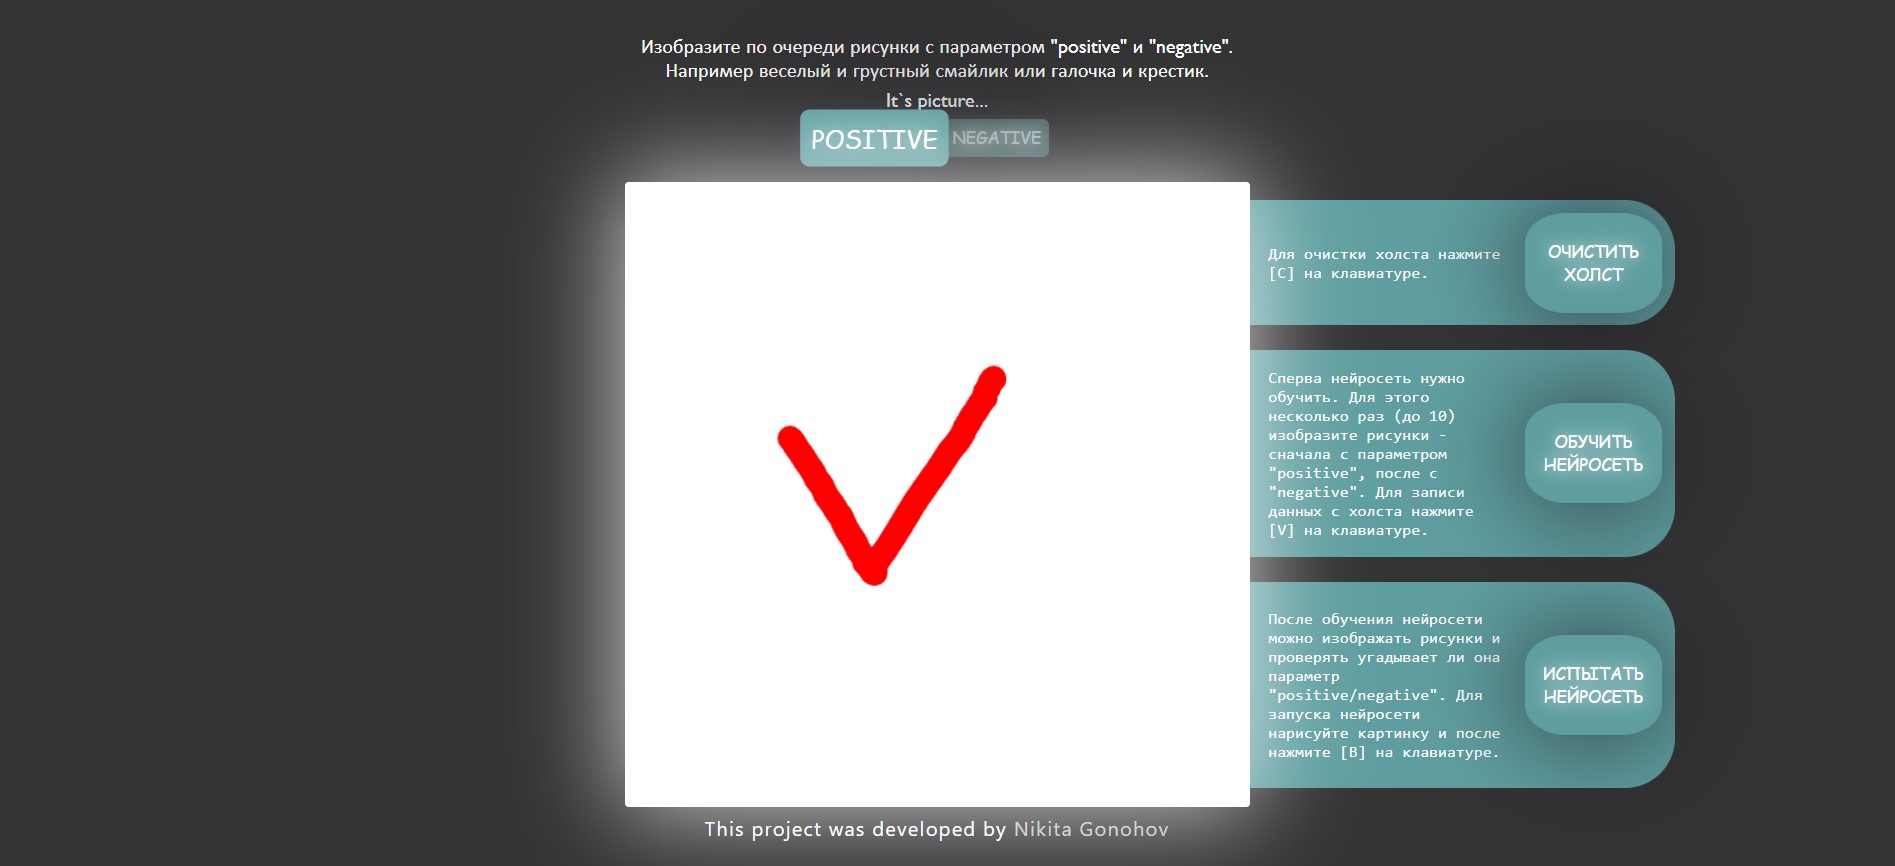 Изобразите по очереди рисунки с параметром "positive" и "negative".
Например веселый и грустный смайлик или галочка и крестик.
It`s picture...
POSITIVE
NEGATIVE
Для очистки холста нажмите
[C] на клавиатуре.
ОЧИСТИТЬ
ХОЛСТ
Сперва нейросеть нужно
обучить. Для этого
несколько раз (до 10)
изобразите рисунки -
сначала с параметром
"positive", после с
"negative". Для записи
данных с холста нажмите
[V] на клавиатуре.
ОБУЧИТЬ
НЕЙРОСЕТЬ
После обучения нейросети
можно изображать рисунки и
проверять угадывает ли она
параметр
"positive/negative". Для
запуска нейросети
нарисуйте картинку и после
нажмите [B] на клавиатуре.
ИСПЫТАТЬ
НЕЙРОСЕТЬ
This project was developed by Nikita Gonohov